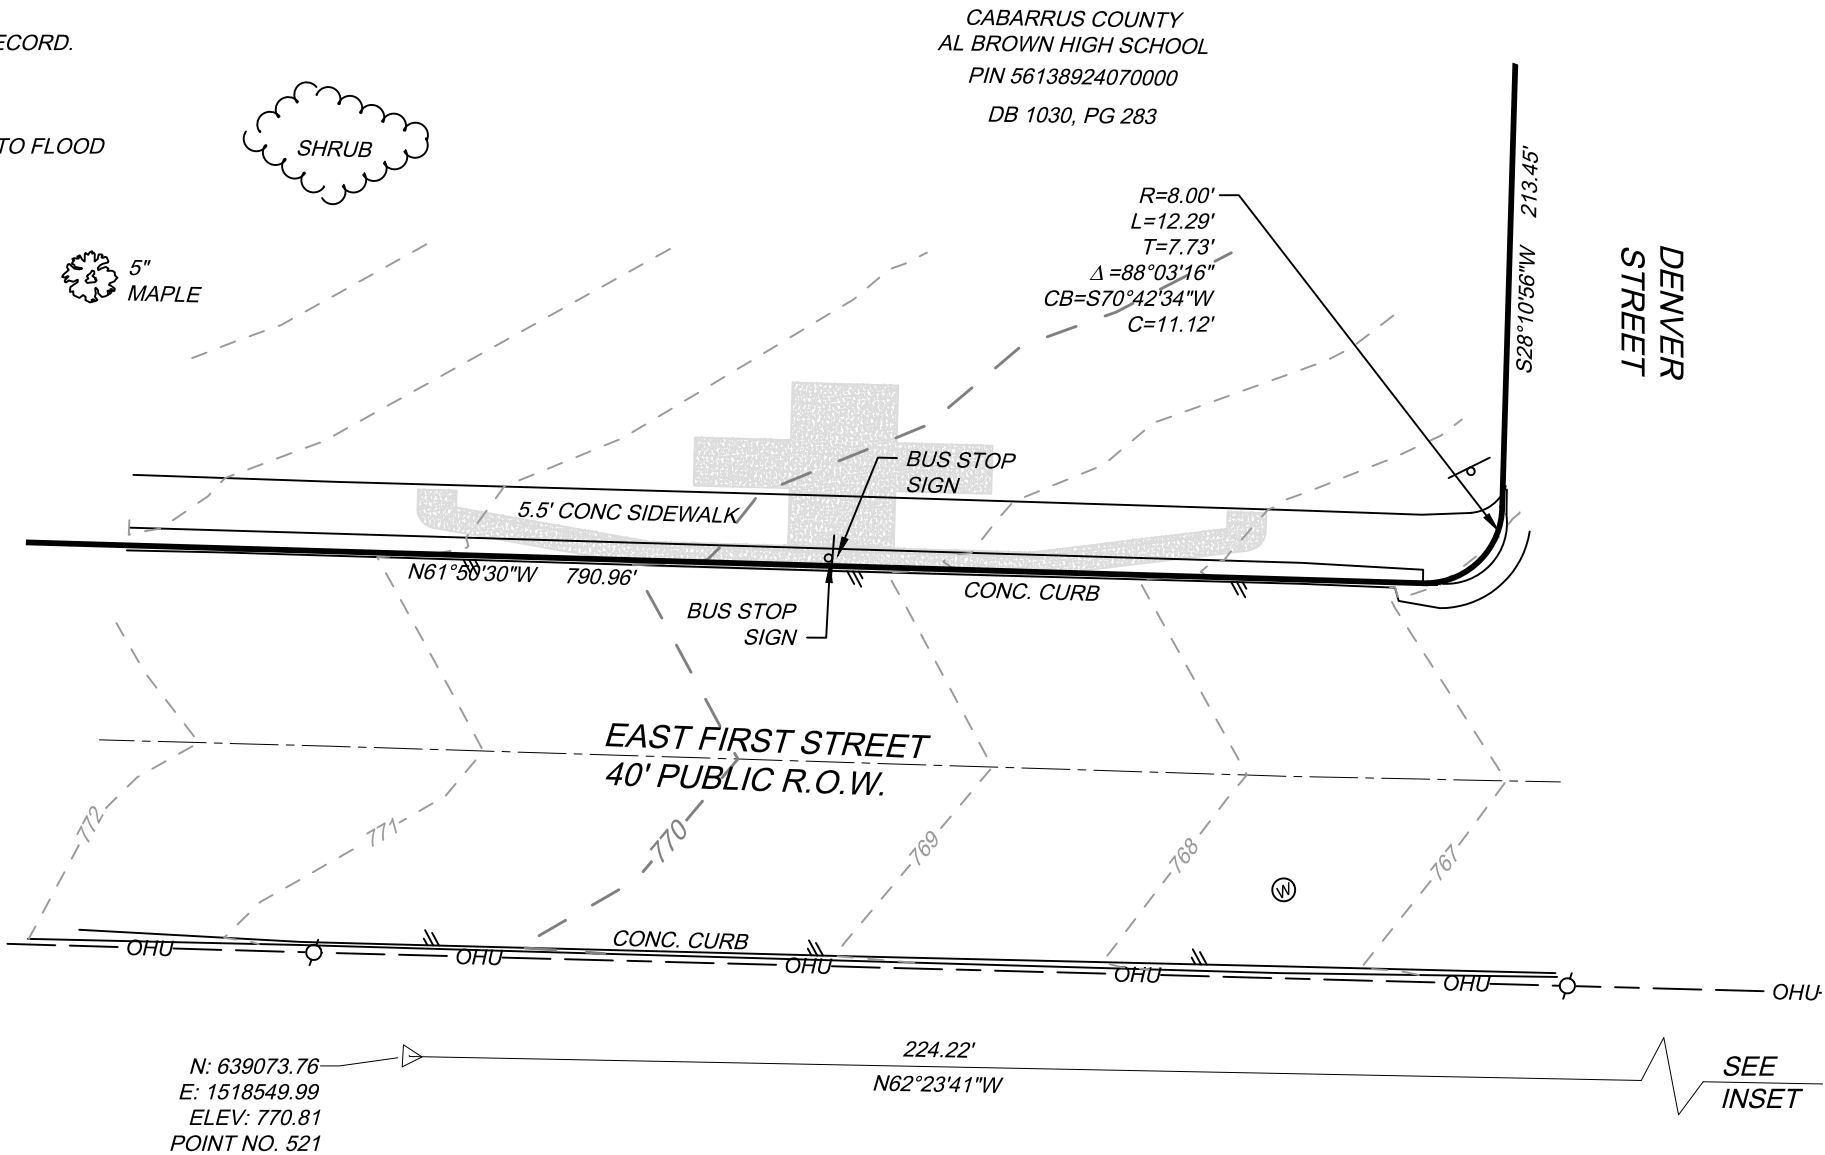 CABARRUS COUNTY
AL BROWN HIGH SCHOOL
PIN 56138924070000
DB 1030, PG 283
ECORD.
TO FLOOD
SHRUB
5"
MAPLE
R=8.00'
L=12.29'
T=7.73'
Δ=88°03'16"
CB=S70°42'34"W
C=11.12'
S28°10'56"W 213.45'
DENVER
STREET
BUS STOP
SIGN
5.5' CONC SIDEWALK
N61°50'30"W 790.96'
CONC. CURB
BUS STOP
SIGN
EAST FIRST STREET
40' PUBLIC R.O.W.
772
771
770
769
768
767
W
CONC. CURB
OHU
OHU
OHU
OHU
OHU
OHU
224.22'
N62°23'41"W
N: 639073.76
E: 1518549.99
ELEV: 770.81
POINT NO. 521
SEE
INSET